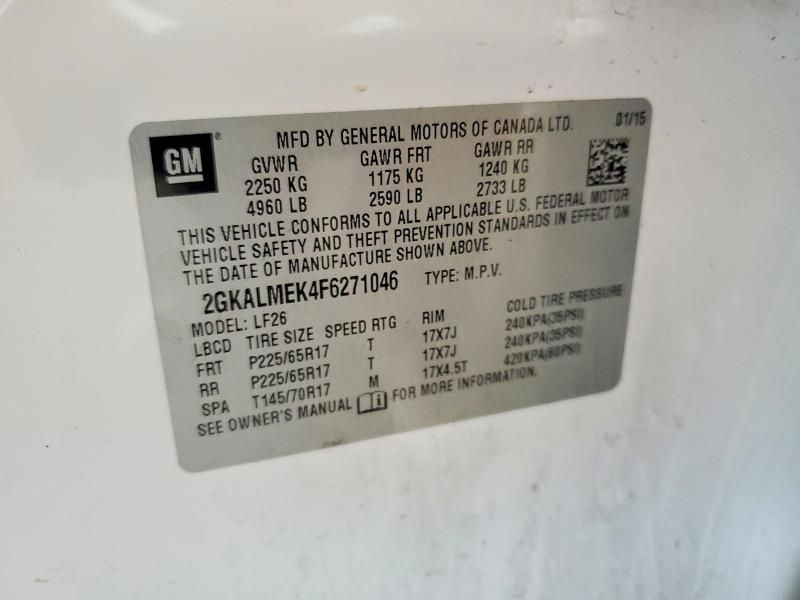 GM
MFD BY GENERAL MOTORS OF CANADA LTD. 01/15
GVWR GAWR FRT GAWR RR
2250 KG 1175 KG 1240 KG
4960 LB 2590 LB 2733 LB
THIS VEHICLE CONFORMS TO ALL APPLICABLE U.S. FEDERAL MOTOR
VEHICLE SAFETY AND THEFT PREVENTION STANDARDS IN EFFECT ON
THE DATE OF MANUFACTURE SHOWN ABOVE.
2GKALMEK4F6271046 TYPE: M.P.V.
MODEL: LF26
LBCD TIRE SIZE SPEED RTG RIM COLD TIRE PRESSURE
FRT P225/65R17 T 17X7J 240KPA(35PSI)
RR P225/65R17 T 17X7J 240KPA(35PSI)
SPA T145/70R17 M 17X4.5T 420KPA(60PSI)
SEE OWNER'S MANUAL FOR MORE INFORMATION.